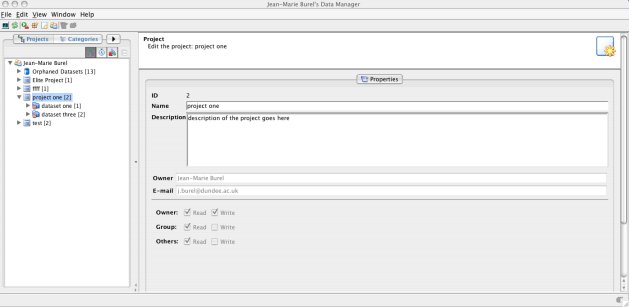 Jean-Marie Burel's Data Manager
File Edit View Window Help
Projects Categories
Project
Edit the project: project one
Jean-Marie Burel
Orphaned Datasets [13]
Elite Project [1]
ffff [1]
project one [2]
dataset one [1]
dataset three [2]
test [2]
Properties
ID 2
Name project one
Description description of the project goes here
Owner Jean-Marie Burel
E-mail j.burel@dundee.ac.uk
Owner: Read Write
Group: Read Write
Others: Read Write